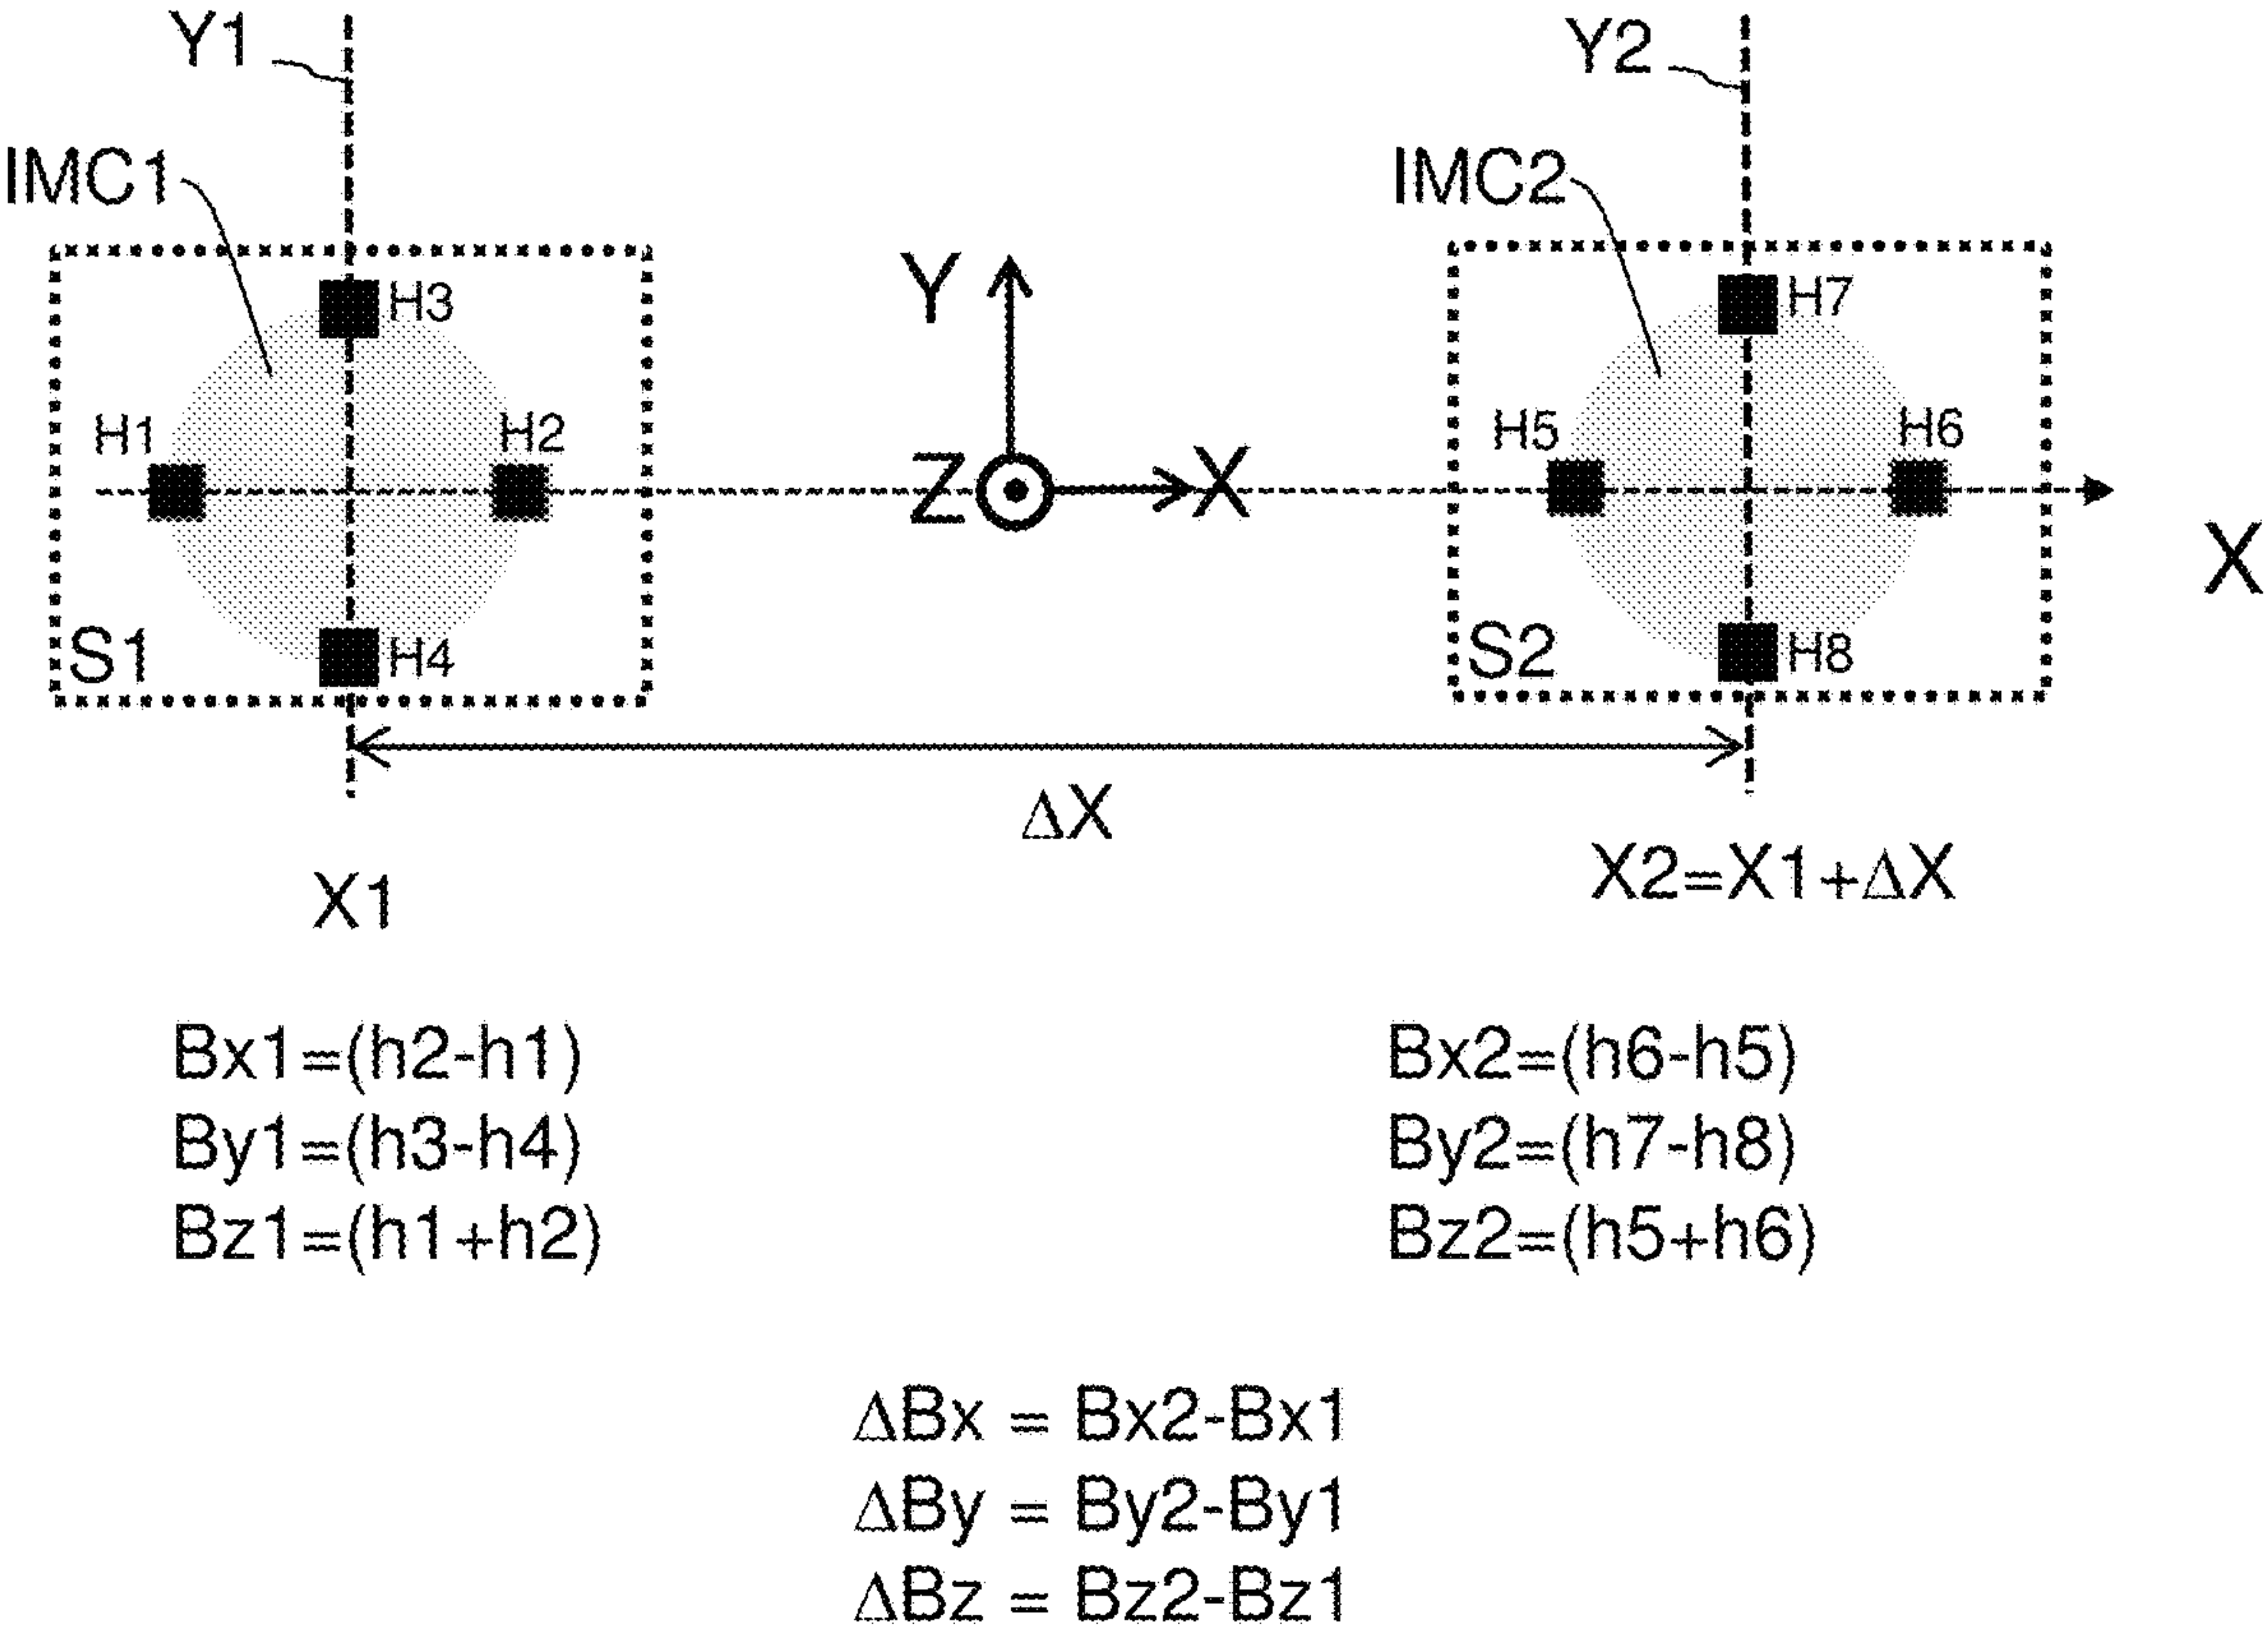 Y1
Y2
IMC1
IMC2
H3
H7
Y
H1
H2
H5
H6
Z
X
X
S1
H4
S2
H8
ΔX
X1
X2=X1+ΔX
Bx1=(h2-h1)
By1=(h3-h4)
Bz1=(h1+h2)
Bx2=(h6-h5)
By2=(h7-h8)
Bz2=(h5+h6)
ΔBx = Bx2-Bx1
ΔBy = By2-By1
ΔBz = Bz2-Bz1